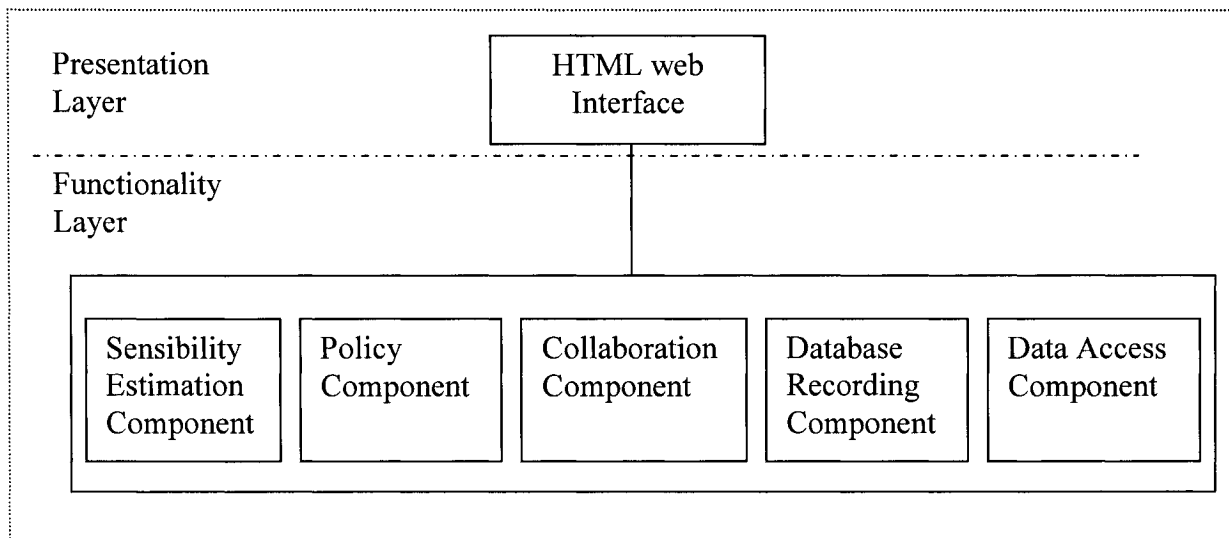 Presentation
Layer
HTML web
Interface
Functionality
Layer
Sensibility
Estimation
Component
Policy
Component
Collaboration
Component
Database
Recording
Component
Data Access
Component